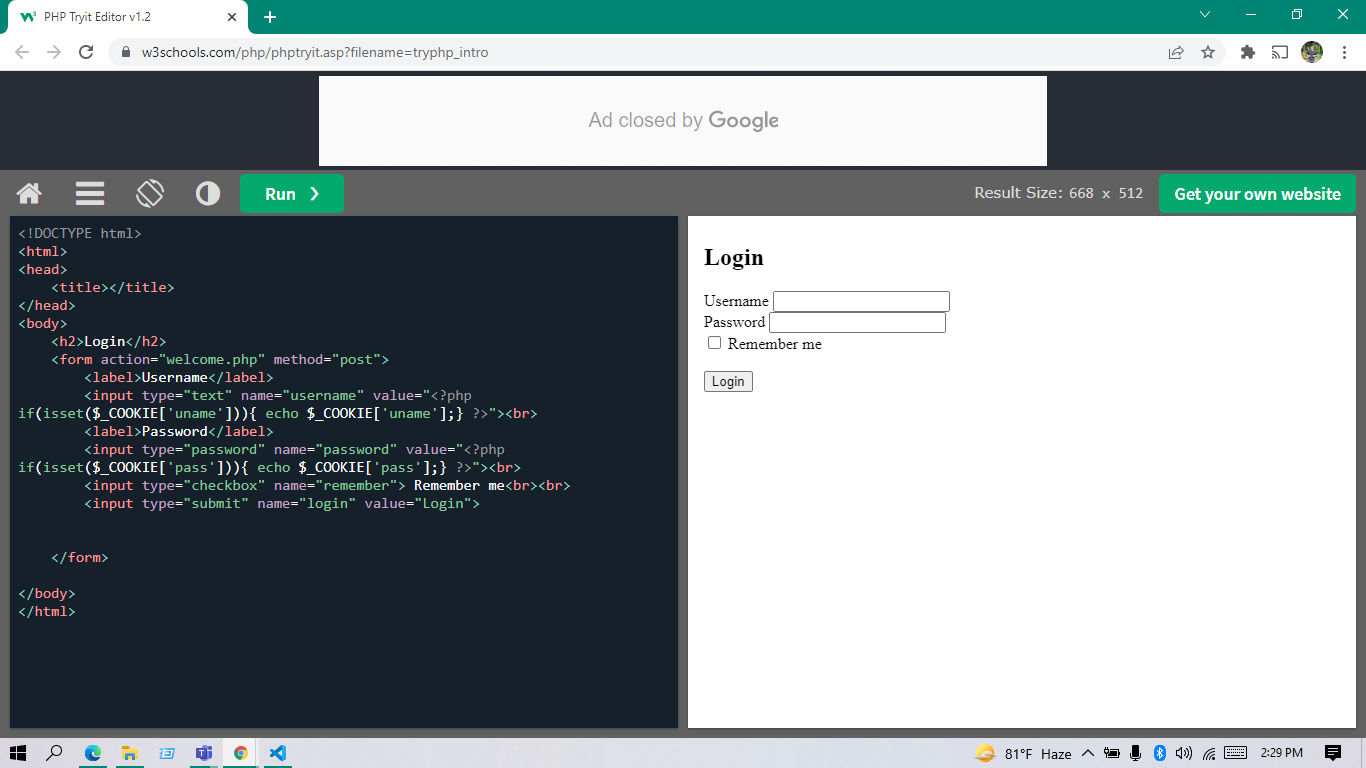 PHP Tryit Editor v1.2
w3schools.com/php/phptryit.asp?filename=tryphp_intro
Ad closed by Google
Run ❯
Result Size: 668 x 512
Get your own website
<!DOCTYPE html>
<html>
<head>
    <title></title>
</head>
<body>
    <h2>Login</h2>
    <form action="welcome.php" method="post">
        <label>Username</label>
        <input type="text" name="username" value="<?php
if(isset($_COOKIE['uname'])){ echo $_COOKIE['uname'];} ?>"><br>
        <label>Password</label>
        <input type="password" name="password" value="<?php
if(isset($_COOKIE['pass'])){ echo $_COOKIE['pass'];} ?>"><br>
        <input type="checkbox" name="remember"> Remember me<br><br>
        <input type="submit" name="login" value="Login">
    </form>
</body>
</html>
Login
Username
Password
Remember me
Login
81°F Haze
2:29 PM